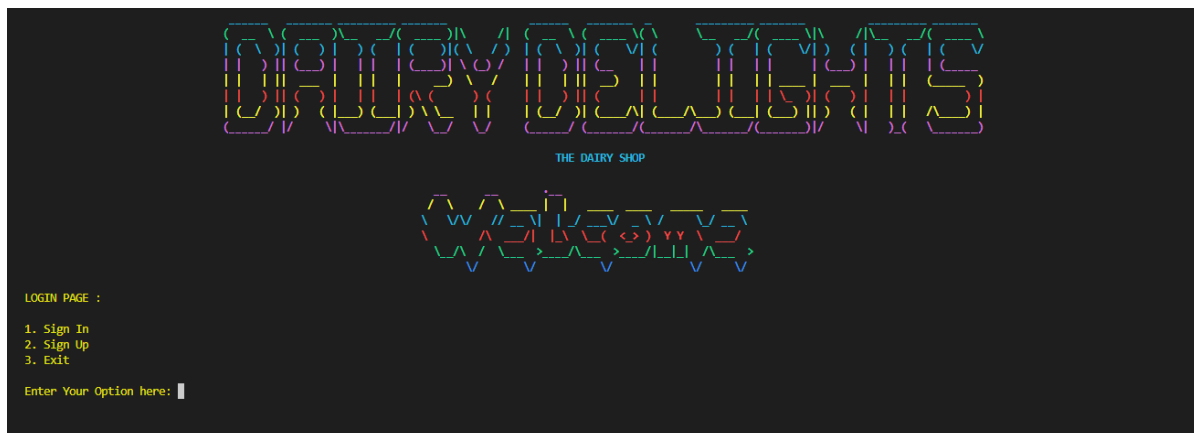 DAIRY DELIGHTS
THE DAIRY SHOP
Welcome
LOGIN PAGE :
1. Sign In
2. Sign Up
3. Exit
Enter Your Option here: